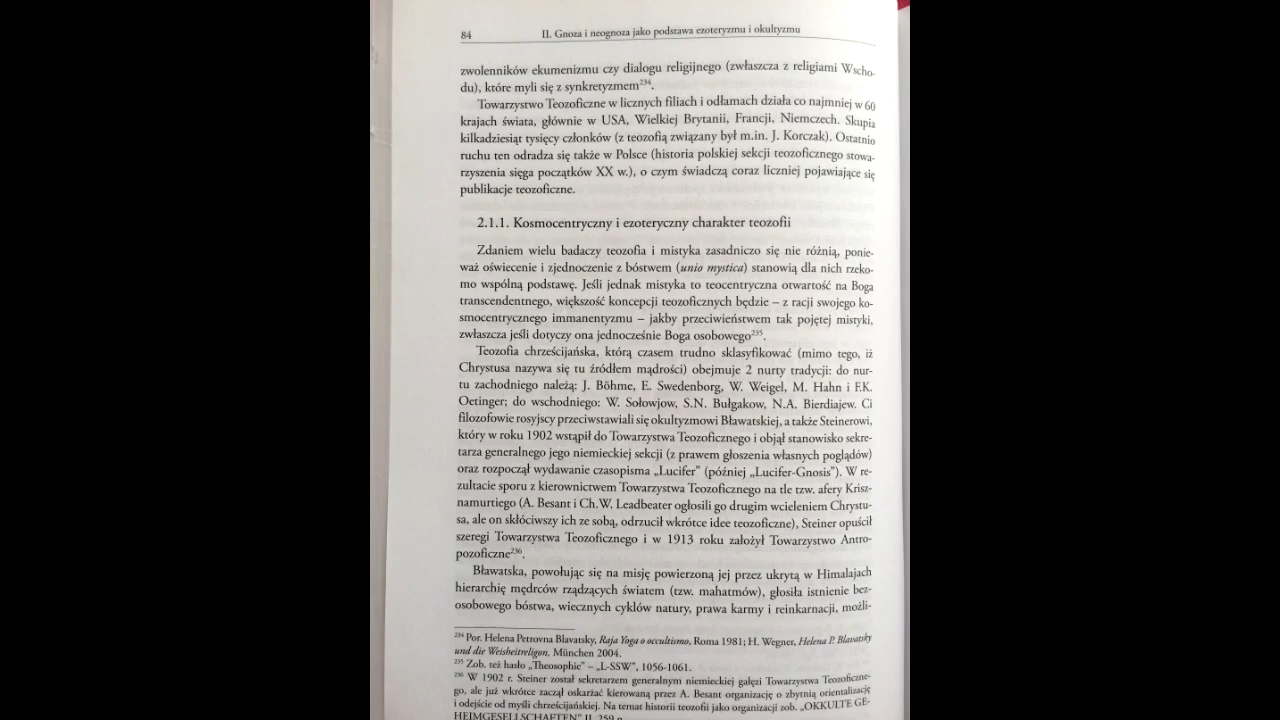 84
II. Gnoza i neognoza jako podstawa ezoteryzmu i okultyzmu
zwolenników ekumenizmu czy dialogu religijnego (zwłaszcza z religiami Wscho-
du), które myli się z synkretyzmem²³⁴.
Towarzystwo Teozoficzne w licznych filiach i odłamach działa co najmniej w 60
krajach świata, głównie w USA, Wielkiej Brytanii, Francji, Niemczech. Skupia
kilkadziesiąt tysięcy członków (z teozofią związany był m.in. J. Korczak). Ostatnio
ruchu ten odradza się także w Polsce (historia polskiej sekcji teozoficznego stowa-
rzyszenia sięga początków XX w.), o czym świadczą coraz liczniej pojawiające się
publikacje teozoficzne.
2.1.1. Kosmocentryczny i ezoteryczny charakter teozofii
Zdaniem wielu badaczy teozofia i mistyka zasadniczo się nie różnią, ponie-
waż oświecenie i zjednoczenie z bóstwem (unio mystica) stanowią dla nich rzeko-
mo wspólną podstawę. Jeśli jednak mistyka to teocentryczna otwartość na Boga
transcendentnego, większość koncepcji teozoficznych będzie – z racji swojego ko-
smocentrycznego immanentyzmu – jakby przeciwieństwem tak pojętej mistyki,
zwłaszcza jeśli dotyczy ona jednocześnie Boga osobowego²³⁵.
Teozofia chrześcijańska, którą czasem trudno sklasyfikować (mimo tego, iż
Chrystusa nazywa się tu źródłem mądrości) obejmuje 2 nurty tradycji: do nur-
tu zachodniego należą: J. Böhme, E. Swedenborg, W. Weigel, M. Hahn i F.K.
Oetinger; do wschodniego: W. Sołowjow, S.N. Bułgakow, N.A. Bierdiajew. Ci
filozofowie rosyjscy przeciwstawiali się okultyzmowi Bławatskiej, a także Steinerowi,
który w roku 1902 wstąpił do Towarzystwa Teozoficznego i objął stanowisko sekre-
tarza generalnego jego niemieckiej sekcji (z prawem głoszenia własnych poglądów)
oraz rozpoczął wydawanie czasopisma „Lucifer” (później „Lucifer-Gnosis”). W re-
zultacie sporu z kierownictwem Towarzystwa Teozoficznego na tle tzw. afery Krisz-
namurtiego (A. Besant i Ch.W. Leadbeater ogłosili go drugim wcieleniem Chrystu-
sa, ale on skłóciwszy ich ze sobą, odrzucił wkrótce idee teozoficzne), Steiner opuścił
szeregi Towarzystwa Teozoficznego i w 1913 roku założył Towarzystwo Antro-
pozoficzne²³⁶.
Bławatska, powołując się na misję powierzoną jej przez ukrytą w Himalajach
hierarchię mędrców rządzących światem (tzw. mahatmów), głosiła istnienie bez-
osobowego bóstwa, wiecznych cyklów natury, prawa karmy i reinkarnacji, możli-
²³⁴ Por. Helena Petrovna Blavatsky, Raja Yoga o occultismo, Roma 1981; H. Wegner, Helena P. Blavatsky
und die Weisheitreligon, München 2004.
²³⁵ Zob. też hasło „Theosophie” – „L-SSW”, 1056-1061.
²³⁶ W 1902 r. Steiner został sekretarzem generalnym niemieckiej gałęzi Towarzystwa Teozoficzne-
go, ale już wkrótce zaczął oskarżać kierowaną przez A. Besant organizację o zbytnią orientalizację
i odejście od myśli chrześcijańskiej. Na temat historii teozofii jako organizacji zob. „OKKULTE GE-
HEIMGESELLSCHAFTEN” II, 259 n.